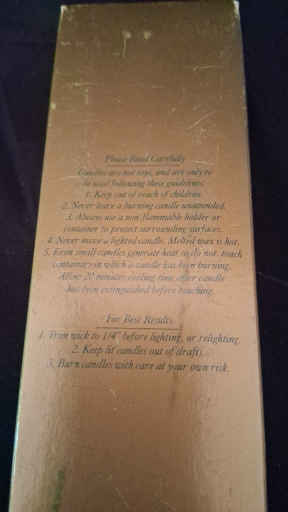 Please Read Carefully
Candles are not toys, and are only to
be used following these guidelines:
1. Keep out of reach of children.
2. Never leave a burning candle unattended.
3. Always use a non flammable holder or
container to protect surrounding surfaces.
4. Never move a lighted candle. Melted wax is hot.
5. Even small candles generate heat so do not touch
container in which a candle has been burning.
Allow 20 minutes cooling time after candle
has been extinguished before touching.
For Best Results:
1. Trim wick to 1/4" before lighting, or relighting.
2. Keep lit candles out of drafts.
3. Burn candles with care at your own risk.